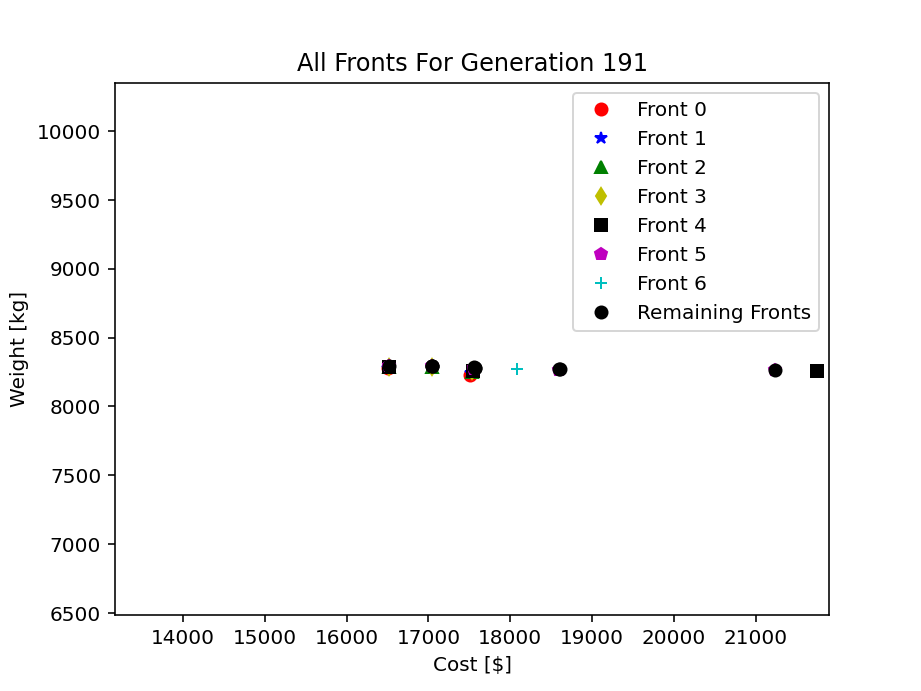 All Fronts For Generation 191
Front 0
Front 1
Front 2
Front 3
Front 4
Front 5
Front 6
Remaining Fronts
Weight [kg]
10000
9500
9000
8500
8000
7500
7000
6500
14000 15000 16000 17000 18000 19000 20000 21000
Cost [$]